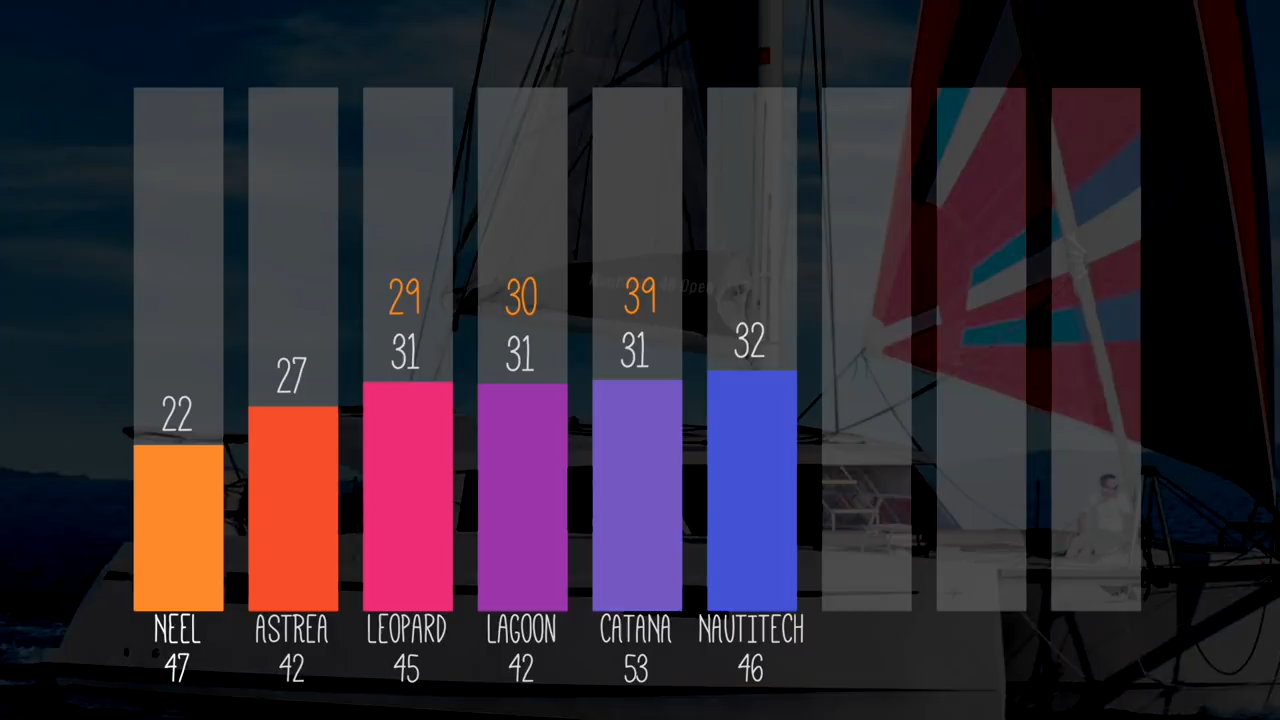 29 30 39
22 27 31 31 31 32
NEEL ASTREA LEOPARD LAGOON CATANA NAUTITECH
47 42 45 42 53 46